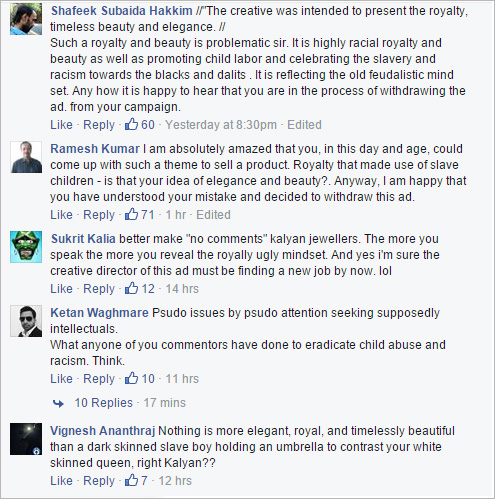 Shafeek Subaida Hakkim //"The creative was intended to present the royalty,
timeless beauty and elegance. //
Such a royalty and beauty is problematic sir. It is highly racial royalty and
beauty as well as promoting child labor and celebrating the slavery and
racism towards the blacks and dalits . It is reflecting the old feudalistic mind
set. Any how it is happy to hear that you are in the process of withdrawing the
ad. from your campaign.
Like · Reply · 60 · Yesterday at 8:30pm · Edited
Ramesh Kumar I am absolutely amazed that you, in this day and age, could
come up with such a theme to sell a product. Royalty that made use of slave
children - is that your idea of elegance and beauty?. Anyway, I am happy that
you have understood your mistake and decided to withdraw this ad.
Like · Reply · 71 · 1 hr · Edited
Sukrit Kalia better make "no comments" kalyan jewellers. The more you
speak the more you reveal the royally ugly mindset. And yes i'm sure the
creative director of this ad must be finding a new job by now. lol
Like · Reply · 12 · 14 hrs
Ketan Waghmare Psudo issues by psudo attention seeking supposedly
intellectuals.
What anyone of you commentors have done to eradicate child abuse and
racism. Think.
Like · Reply · 10 · 11 hrs
10 Replies · 17 mins
Vignesh Ananthraj Nothing is more elegant, royal, and timelessly beautiful
than a dark skinned slave boy holding an umbrella to contrast your white
skinned queen, right Kalyan??
Like · Reply · 7 · 12 hrs